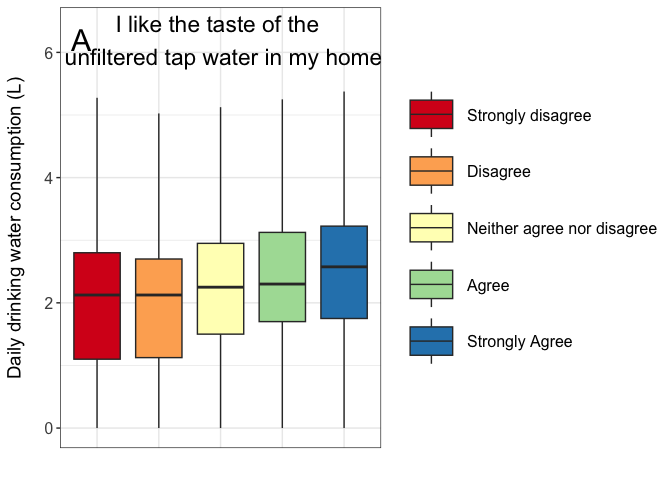 A
I like the taste of the
unfiltered tap water in my home
Daily drinking water consumption (L)
6
4
2
0
Strongly disagree
Disagree
Neither agree nor disagree
Agree
Strongly Agree